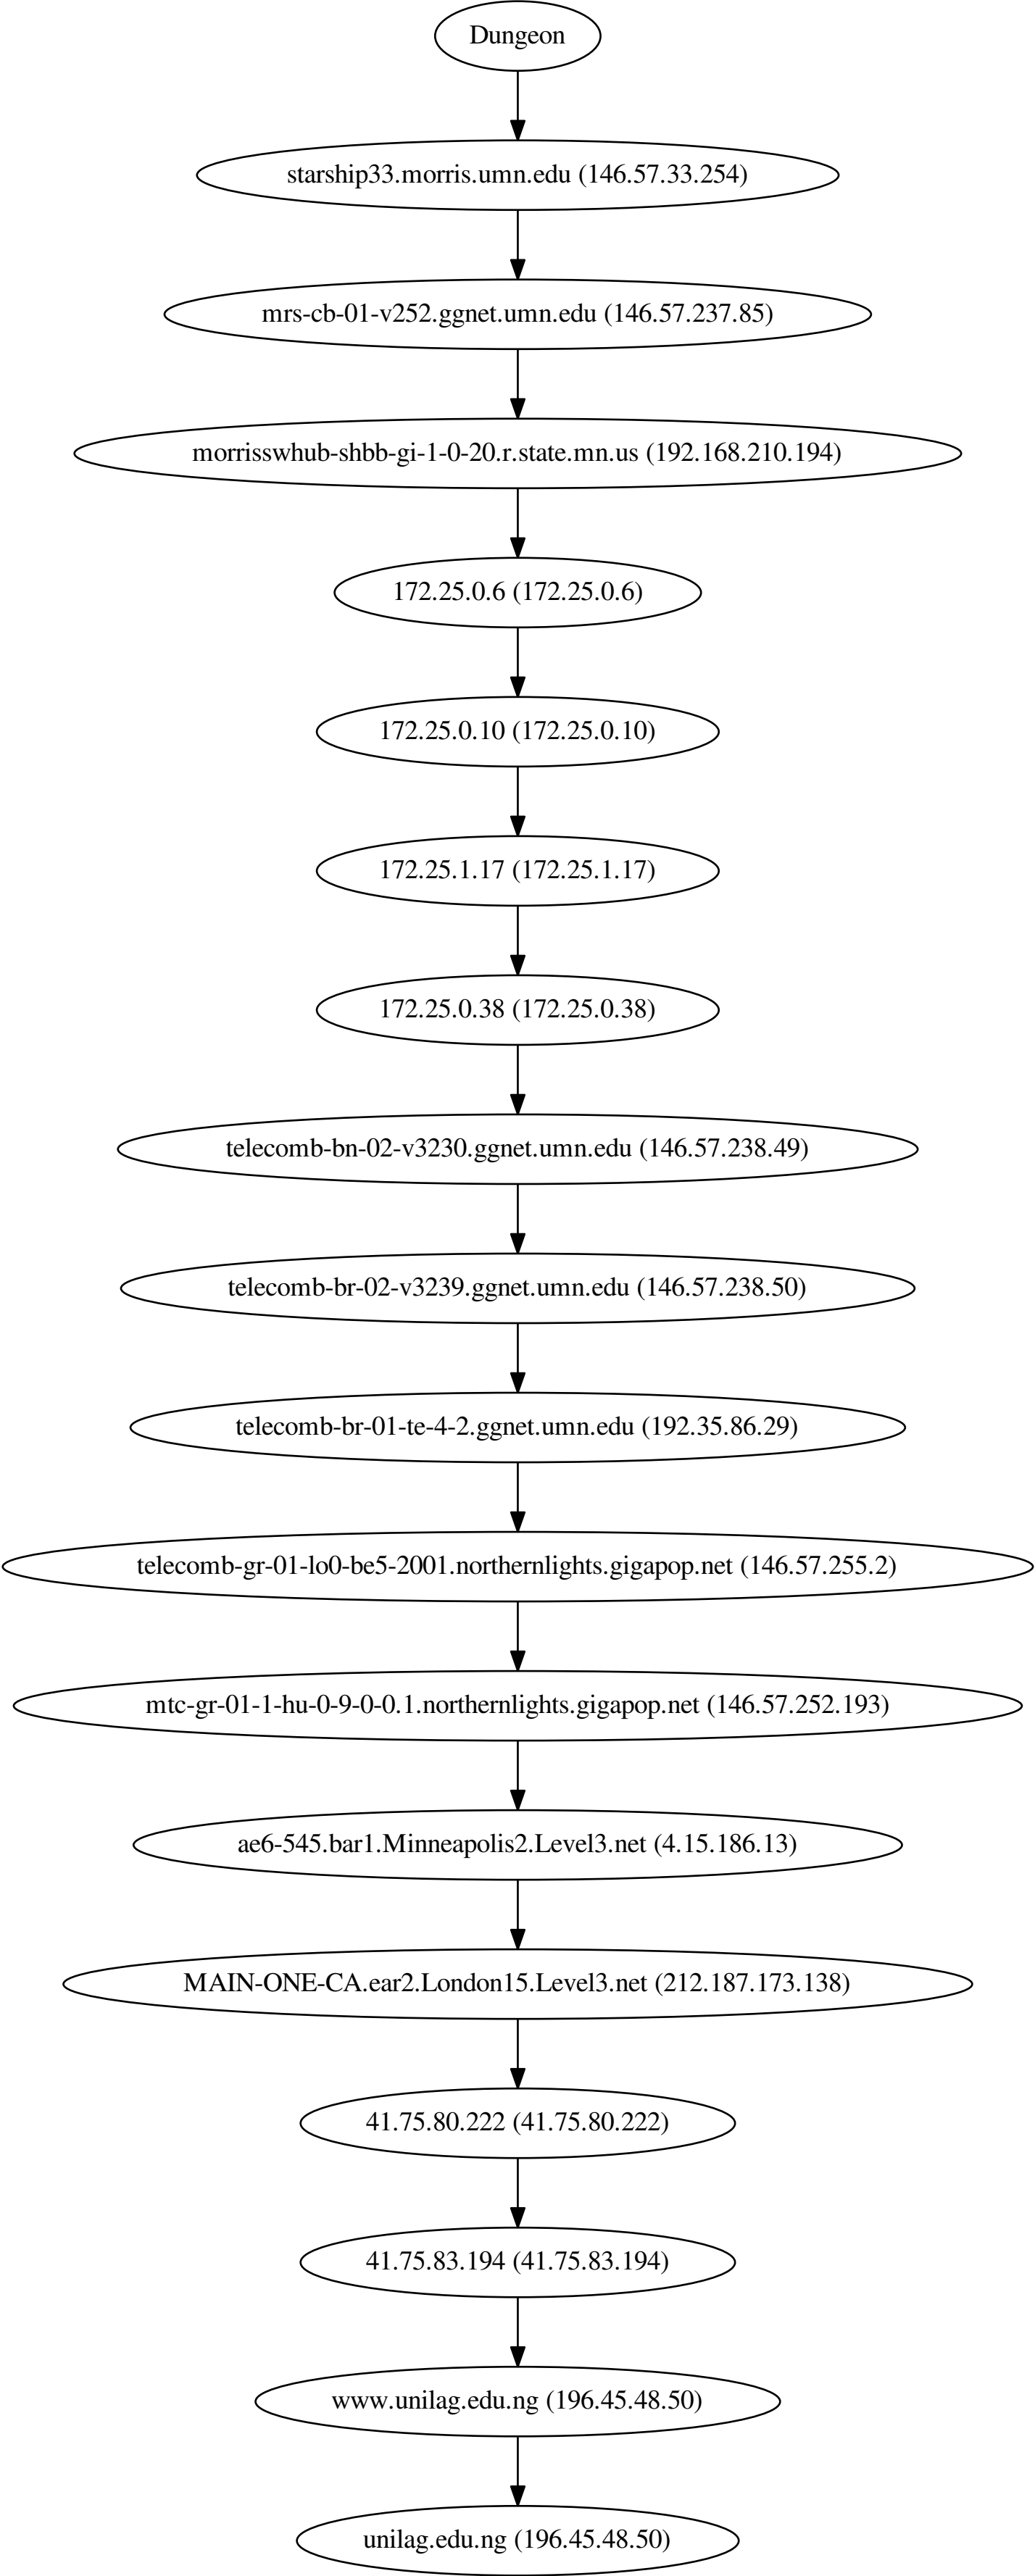 Dungeon
starship33.morris.umn.edu (146.57.33.254)
mrs-cb-01-v252.ggnet.umn.edu (146.57.237.85)
morrisswhub-shbb-gi-1-0-20.r.state.mn.us (192.168.210.194)
172.25.0.6 (172.25.0.6)
172.25.0.10 (172.25.0.10)
172.25.1.17 (172.25.1.17)
172.25.0.38 (172.25.0.38)
telecomb-bn-02-v3230.ggnet.umn.edu (146.57.238.49)
telecomb-br-02-v3239.ggnet.umn.edu (146.57.238.50)
telecomb-br-01-te-4-2.ggnet.umn.edu (192.35.86.29)
telecomb-gr-01-lo0-be5-2001.northernlights.gigapop.net (146.57.255.2)
mtc-gr-01-1-hu-0-9-0-0.1.northernlights.gigapop.net (146.57.252.193)
ae6-545.bar1.Minneapolis2.Level3.net (4.15.186.13)
MAIN-ONE-CA.ear2.London15.Level3.net (212.187.173.138)
41.75.80.222 (41.75.80.222)
41.75.83.194 (41.75.83.194)
www.unilag.edu.ng (196.45.48.50)
unilag.edu.ng (196.45.48.50)